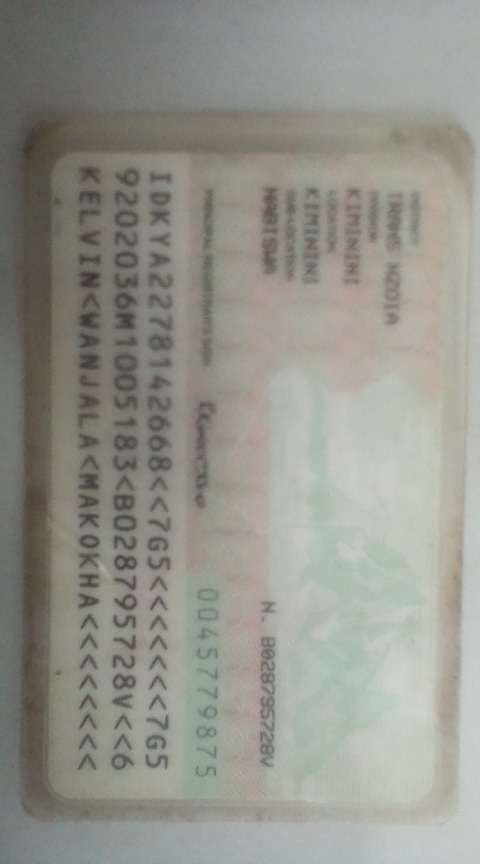 DISTRICT
TRANS NZOIA
DIVISION
KIMININI
LOCATION
KIMININI
SUB-LOCATION
NABISWA
N. B028795728V
PRINCIPAL REGISTRAR'S SIGN.
0045779875
IDKYA2278142668<<7G5<<<<<<<7G5
9202036M1005183<B028795728V<<6
KELVIN<WANJALA<MAKOKHA<<<<<<<<